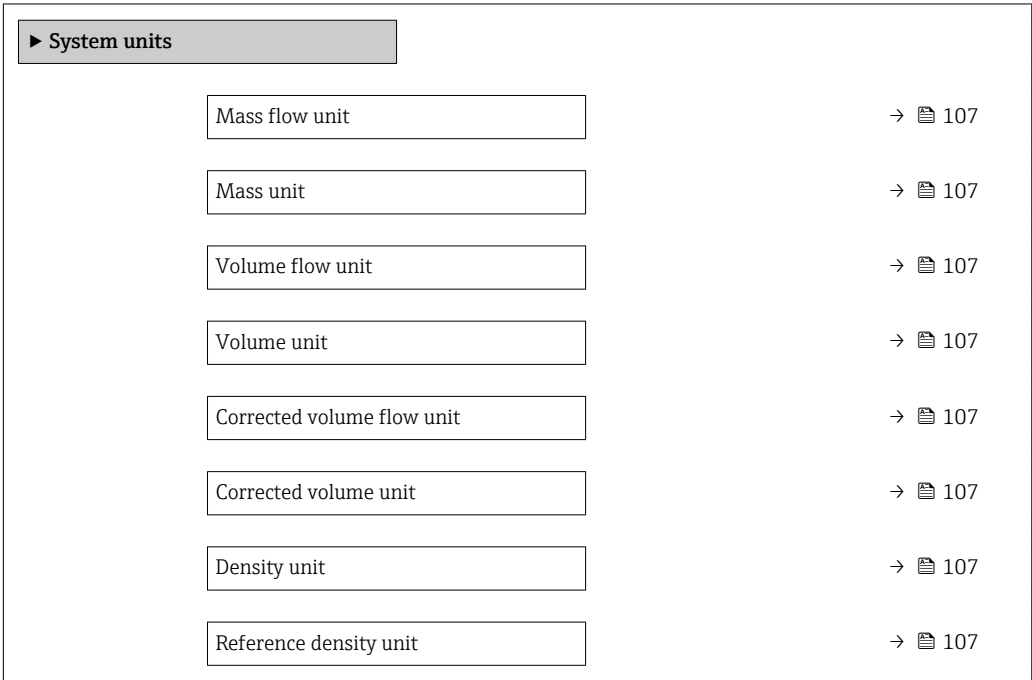 ► System units
Mass flow unit → 107
Mass unit → 107
Volume flow unit → 107
Volume unit → 107
Corrected volume flow unit → 107
Corrected volume unit → 107
Density unit → 107
Reference density unit → 107